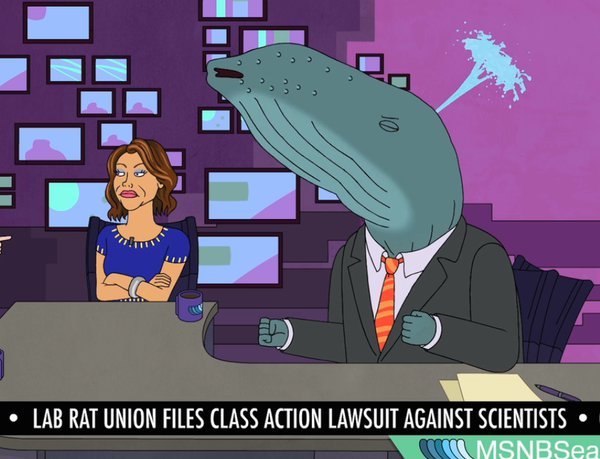 • LAB RAT UNION FILES CLASS ACTION LAWSUIT AGAINST SCIENTISTS •
MSNBSea